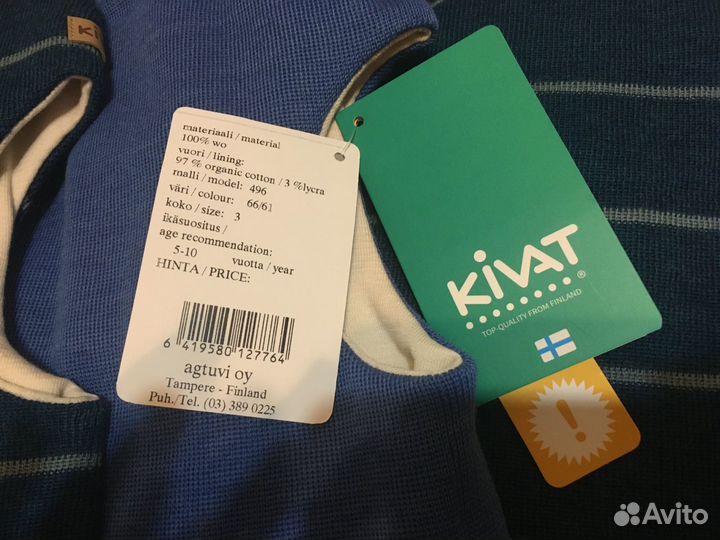 KIVAT
materiaali / material
100% wo
vuori / lining:
97 % organic cotton / 3 %lycra
malli / model: 496
väri / colour: 66/61
koko / size: 3
ikäsuositus /
age recommendation:
5-10 vuotta / year
HINTA / PRICE:
6 419580 127764
agtuvi oy
Tampere - Finland
Puh./Tel. (03) 389 0225
KIVAT®
TOP-QUALITY FROM FINLAND
!
Avito